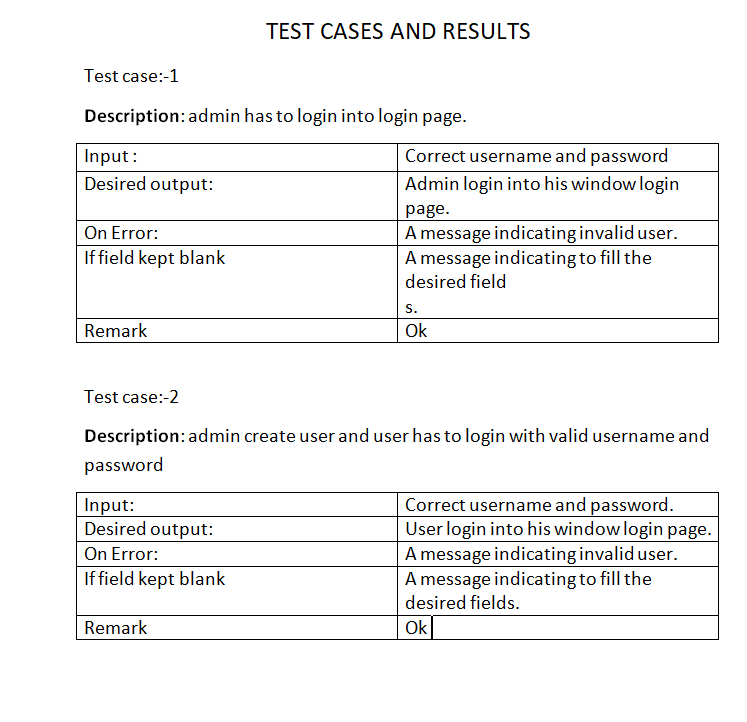 TEST CASES AND RESULTS
Test case:-1
Description: admin has to login into login page.
Input : Correct username and password
Desired output: Admin login into his window login
page.
On Error: A message indicating invalid user.
If field kept blank A message indicating to fill the
desired field
s.
Remark Ok
Test case:-2
Description: admin create user and user has to login with valid username and
password
Input: Correct username and password.
Desired output: User login into his window login page.
On Error: A message indicating invalid user.
If field kept blank A message indicating to fill the
desired fields.
Remark Ok